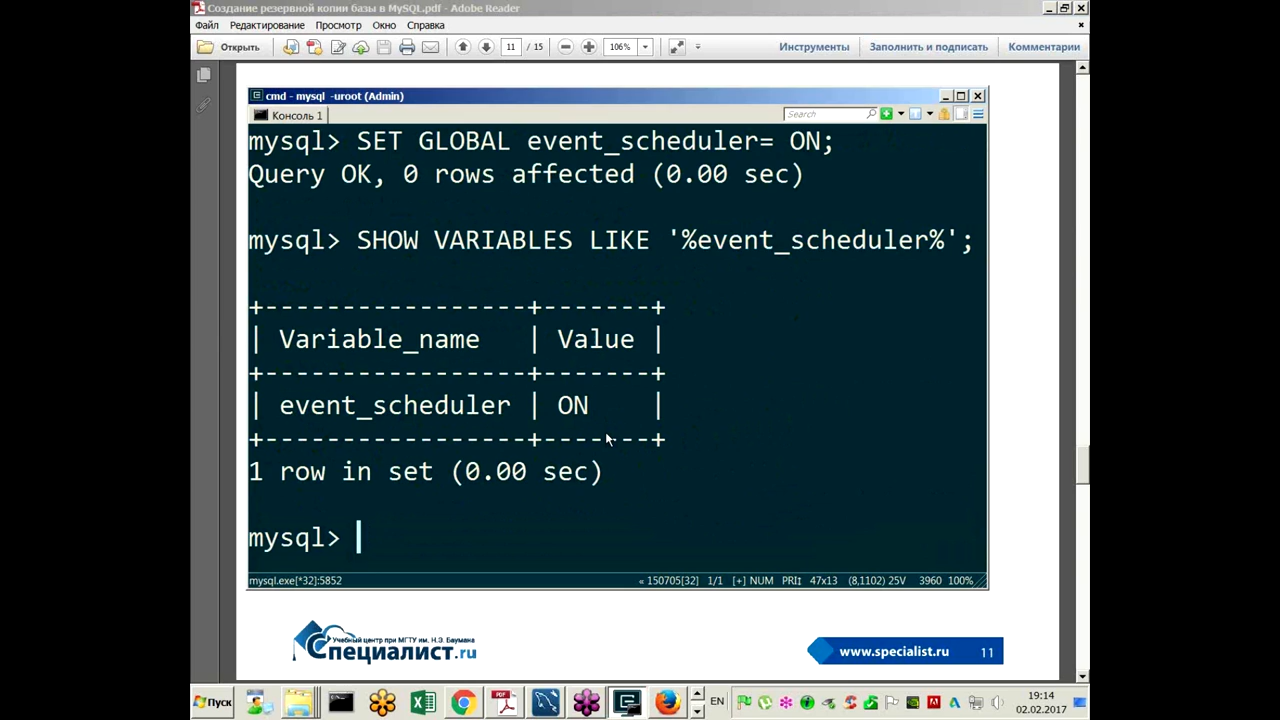 Создание резервной копии базы в MySQL.pdf - Adobe Reader
Файл Редактирование Просмотр Окно Справка
Открыть 11 / 15 106% Инструменты Заполнить и подписать Комментарии
cmd - mysql -uroot (Admin)
Консоль 1 Search
mysql> SET GLOBAL event_scheduler= ON;
Query OK, 0 rows affected (0.00 sec)
mysql> SHOW VARIABLES LIKE '%event_scheduler%';
+-----------------+-------+
| Variable_name | Value |
+-----------------+-------+
| event_scheduler | ON |
+-----------------+-------+
1 row in set (0.00 sec)
mysql>
mysql.exe[*32]:5852 « 150705[32] 1/1 [+] NUM PRI↕ 47x13 (8,1102) 25V 3960 100%
Учебный центр при МГТУ им. Н.Э. Баумана
Специалист.ru
www.specialist.ru 11
Пуск EN 19:14
02.02.2017